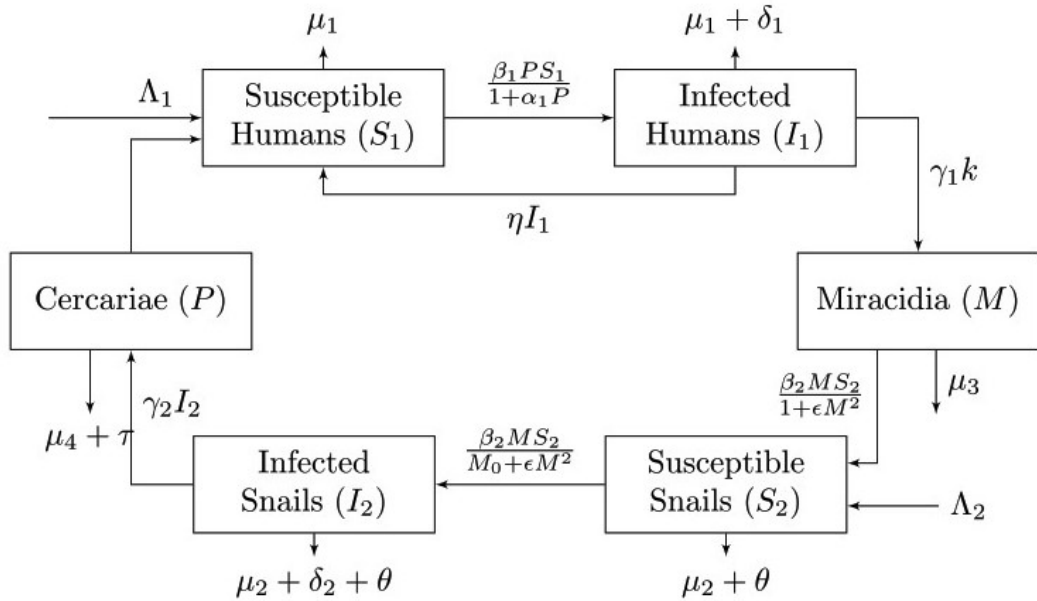 μ₁
μ₁ + δ₁
Λ₁
Susceptible
Humans (S₁)
β₁PS₁
1+α₁P
Infected
Humans (I₁)
γ₁k
ηI₁
Cercariae (P)
Miracidia (M)
μ₄ + τ
γ₂I₂
β₂MS₂
1+ϵM²
μ₃
Infected
Snails (I₂)
β₂MS₂
M₀+ϵM²
Susceptible
Snails (S₂)
Λ₂
μ₂ + δ₂ + θ
μ₂ + θ